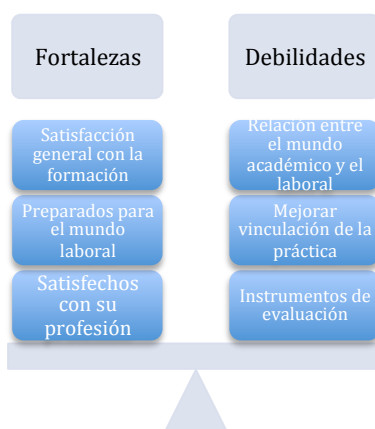 Fortalezas
Satisfacción
general con la
formación
Preparados para
el mundo
laboral
Satisfechos
con su
profesión
Debilidades
Relación entre
el mundo
académico y el
laboral
Mejorar
vinculación de la
práctica
Instrumentos de
evaluación